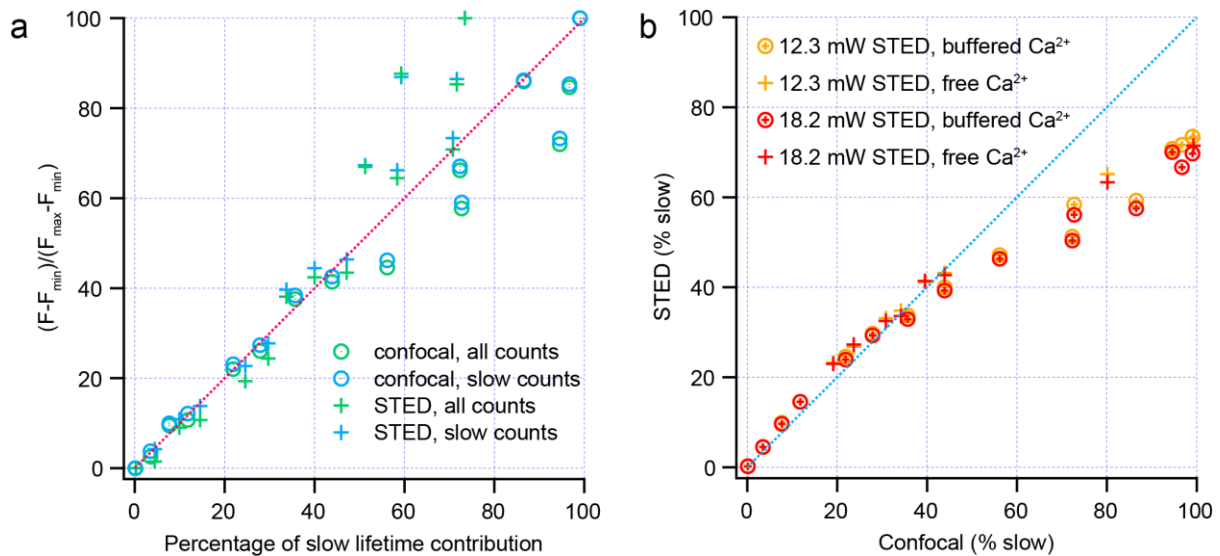 a
100
80
60
40
20
0
(F-Fmin)/(Fmax-Fmin)
confocal, all counts
confocal, slow counts
STED, all counts
STED, slow counts
0 20 40 60 80 100
Percentage of slow lifetime contribution
b
100
80
60
40
20
0
STED (% slow)
12.3 mW STED, buffered Ca²⁺
12.3 mW STED, free Ca²⁺
18.2 mW STED, buffered Ca²⁺
18.2 mW STED, free Ca²⁺
0 20 40 60 80 100
Confocal (% slow)